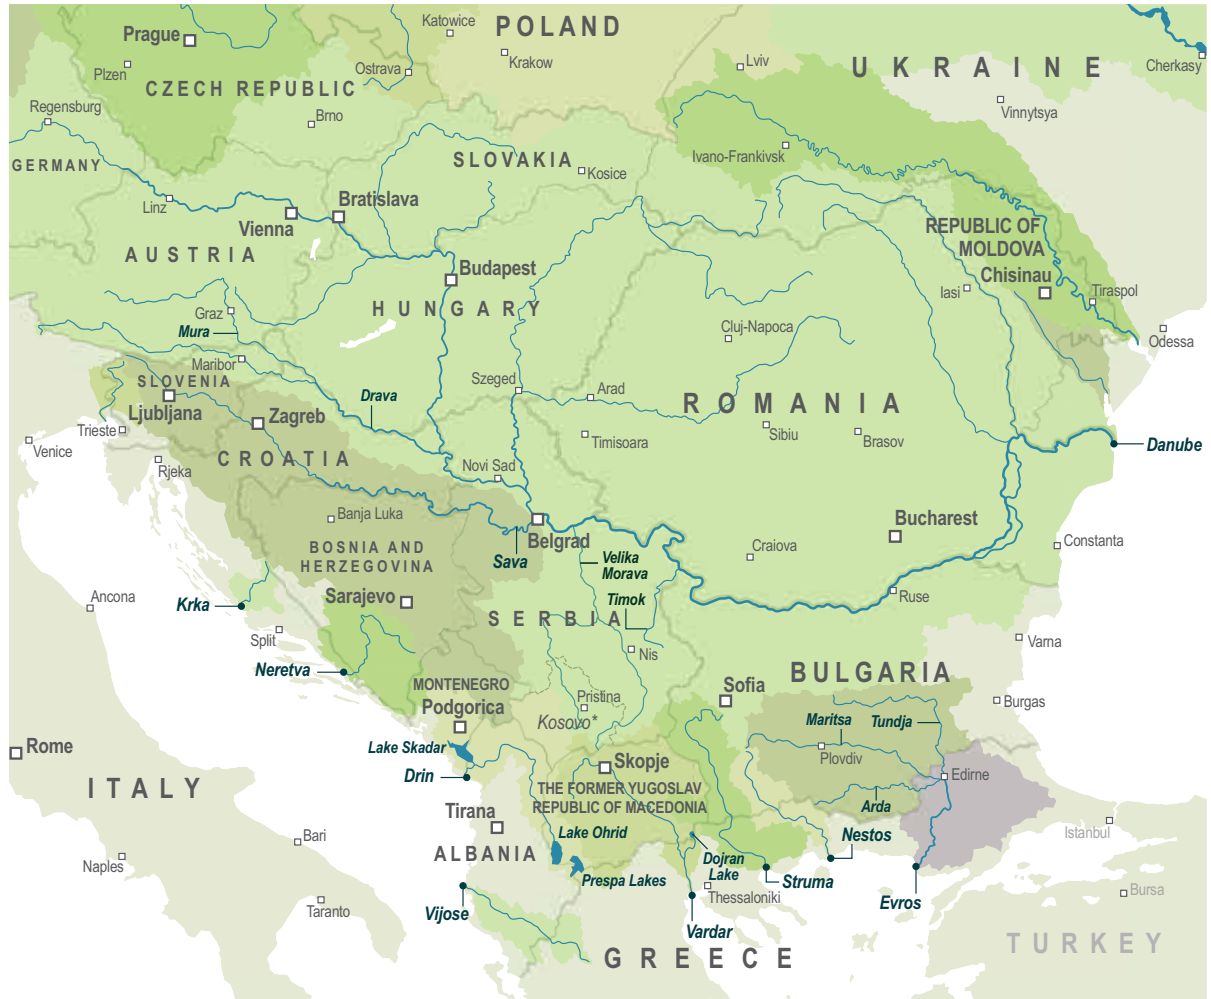 Katowice
POLAND
Prague
Krakow
Lviv
UKRAINE
Cherkasy
Plzen
Ostrava
CZECH REPUBLIC
Regensburg
Brno
Vinnytsya
GERMANY
SLOVAKIA
Kosice
Ivano-Frankivsk
Linz
Bratislava
Vienna
REPUBLIC OF
MOLDOVA
AUSTRIA
Budapest
Chisinau
Iasi
Tiraspol
HUNGARY
Graz
Mura
Cluj-Napoca
Odessa
Maribor
SLOVENIA
Szeged
Arad
Drava
ROMANIA
Ljubljana
Zagreb
Trieste
Timisoara
Sibiu
Brasov
Venice
Danube
CROATIA
Rjeka
Novi Sad
Banja Luka
Bucharest
Belgrad
Constanta
BOSNIA AND
HERZEGOVINA
Sava
Velika
Morava
Craiova
Ancona
Krka
Sarajevo
Timok
Ruse
SERBIA
Split
Varna
Nis
Neretva
BULGARIA
MONTENEGRO
Sofia
Podgorica
Pristina
Kosovo*
Burgas
Maritsa
Tundja
Rome
Lake Skadar
Plovdiv
Drin
Skopje
Edirne
ITALY
THE FORMER YUGOSLAV
REPUBLIC OF MACEDONIA
Arda
Tirana
Bari
Lake Ohrid
Nestos
Istanbul
ALBANIA
Dojran
Lake
Naples
Prespa Lakes
Struma
Bursa
Thessaloniki
Taranto
Vijose
Evros
Vardar
GREECE
TURKEY